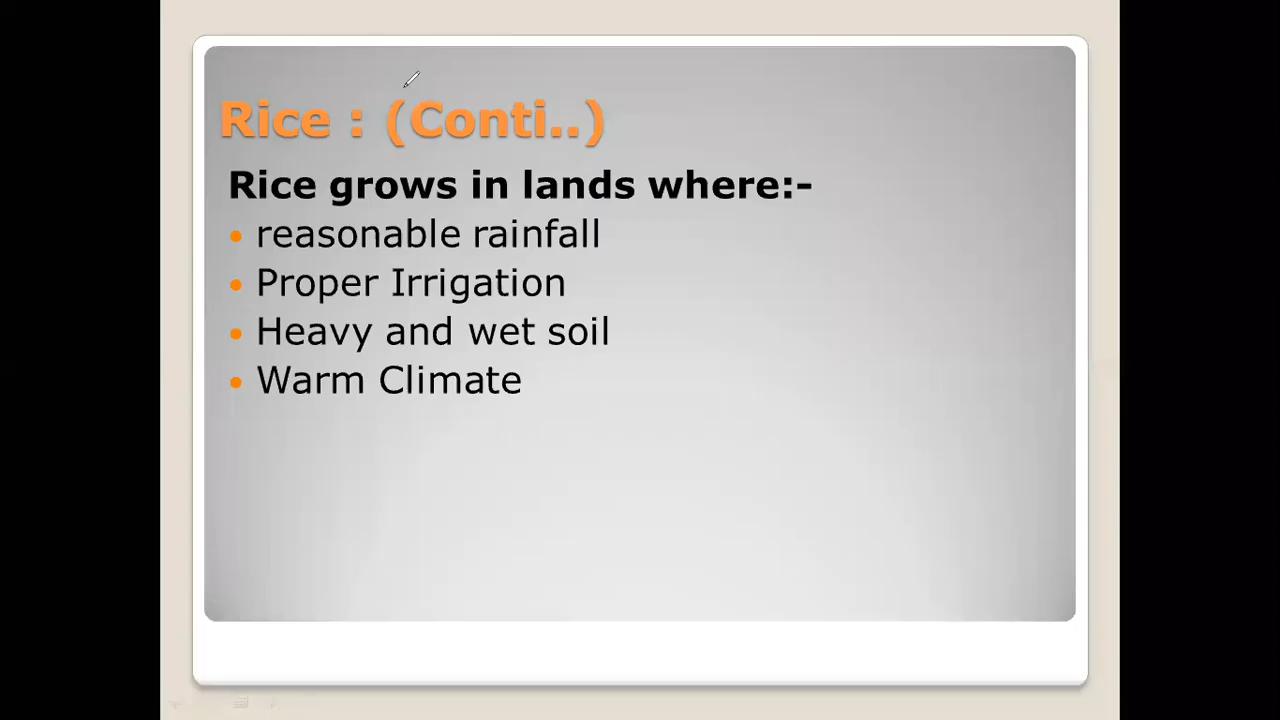 Rice : (Conti..)
Rice grows in lands where:-
reasonable rainfall
Proper Irrigation
Heavy and wet soil
Warm Climate